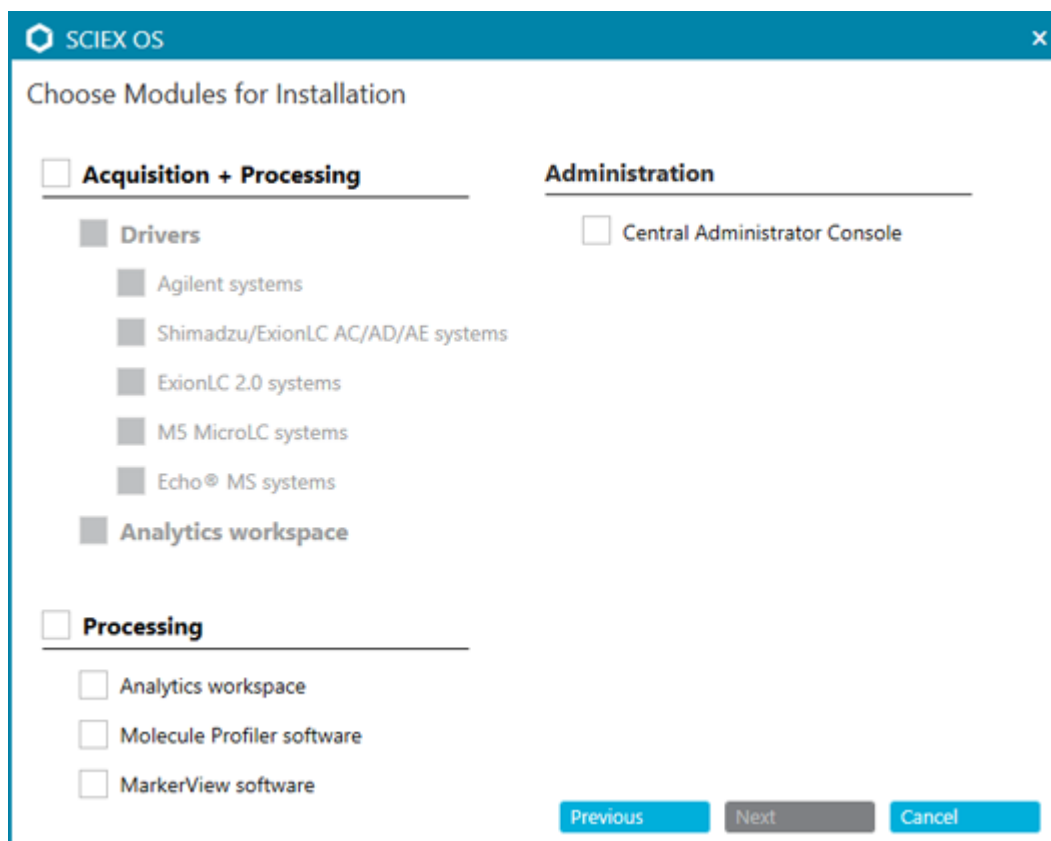 SCIEX OS
Choose Modules for Installation
Acquisition + Processing
Drivers
Agilent systems
Shimadzu/ExionLC AC/AD/AE systems
ExionLC 2.0 systems
M5 MicroLC systems
Echo® MS systems
Analytics workspace
Processing
Analytics workspace
Molecule Profiler software
MarkerView software
Administration
Central Administrator Console
Previous
Next
Cancel